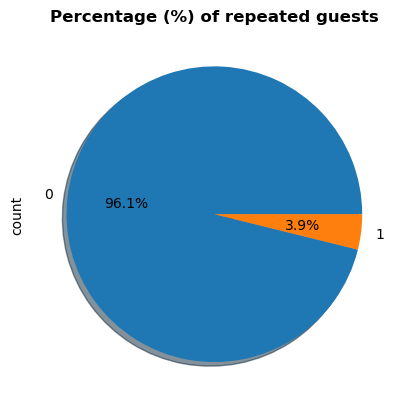 Percentage (%) of repeated guests
0
96.1%
count
3.9%
1